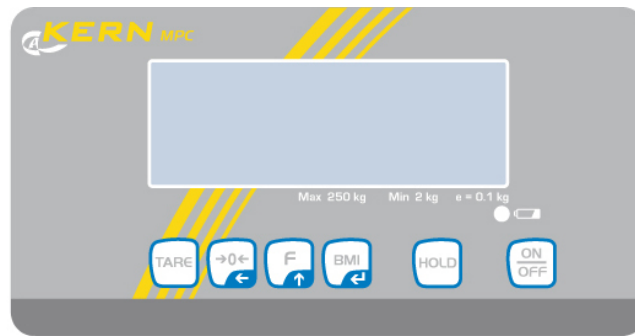 KERN MPC
Max 250 kg Min 2 kg e = 0.1 kg
TARE →0← F BMI HOLD ON
OFF